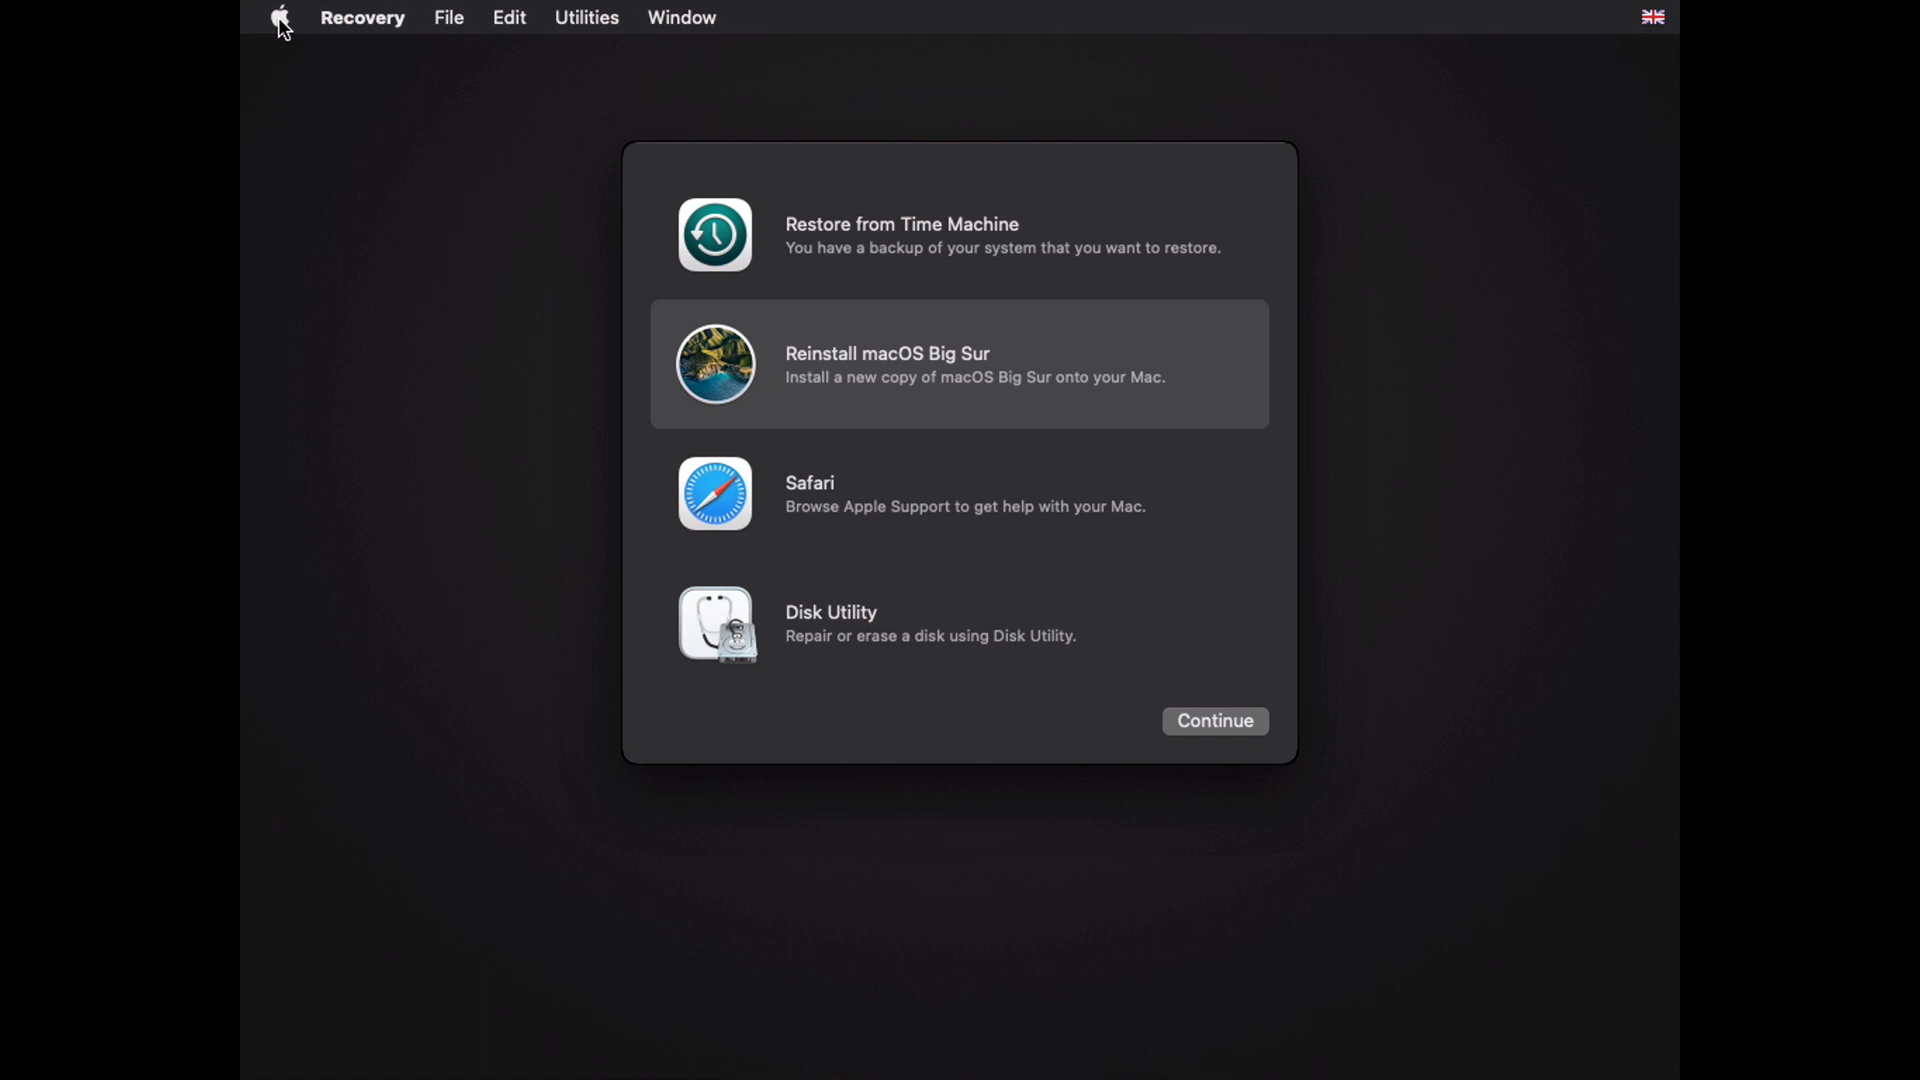 Recovery File Edit Utilities Window
Restore from Time Machine
You have a backup of your system that you want to restore.
Reinstall macOS Big Sur
Install a new copy of macOS Big Sur onto your Mac.
Safari
Browse Apple Support to get help with your Mac.
Disk Utility
Repair or erase a disk using Disk Utility.
Continue